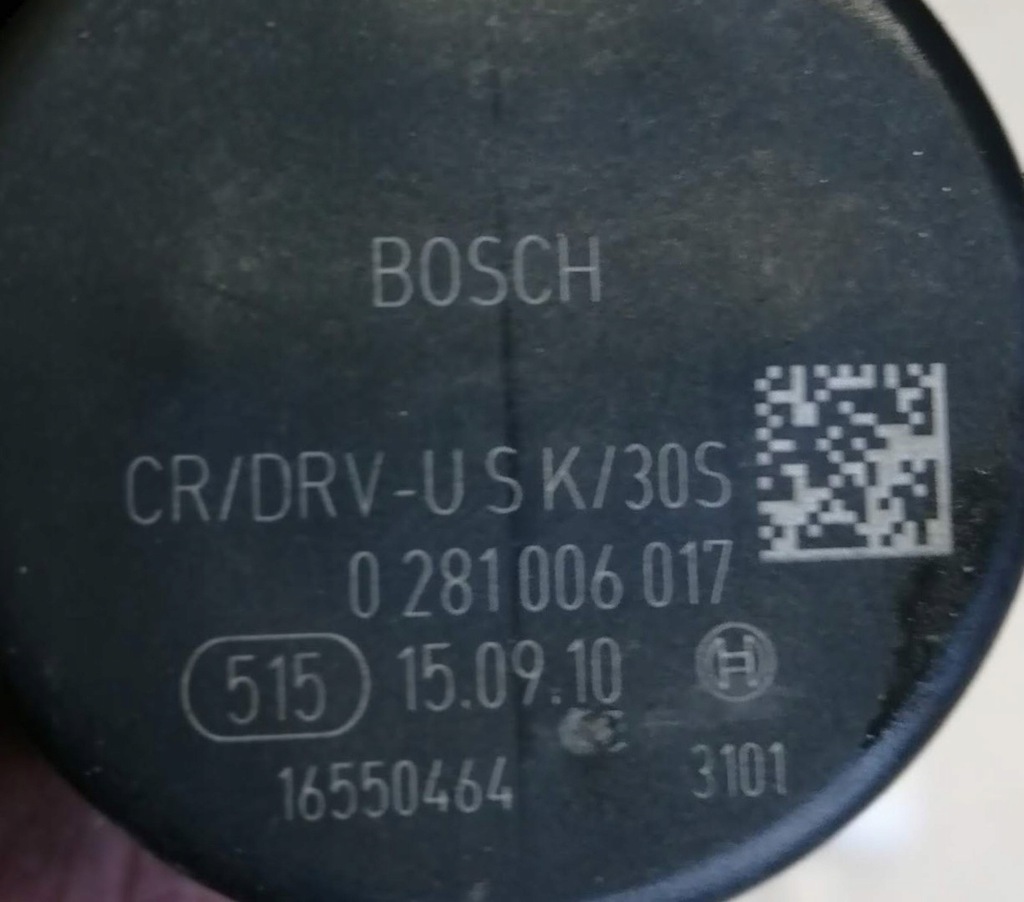 BOSCH
CR/DRV-U S K/30S
0 281 006 017
515 15.09.10
16550464 3101